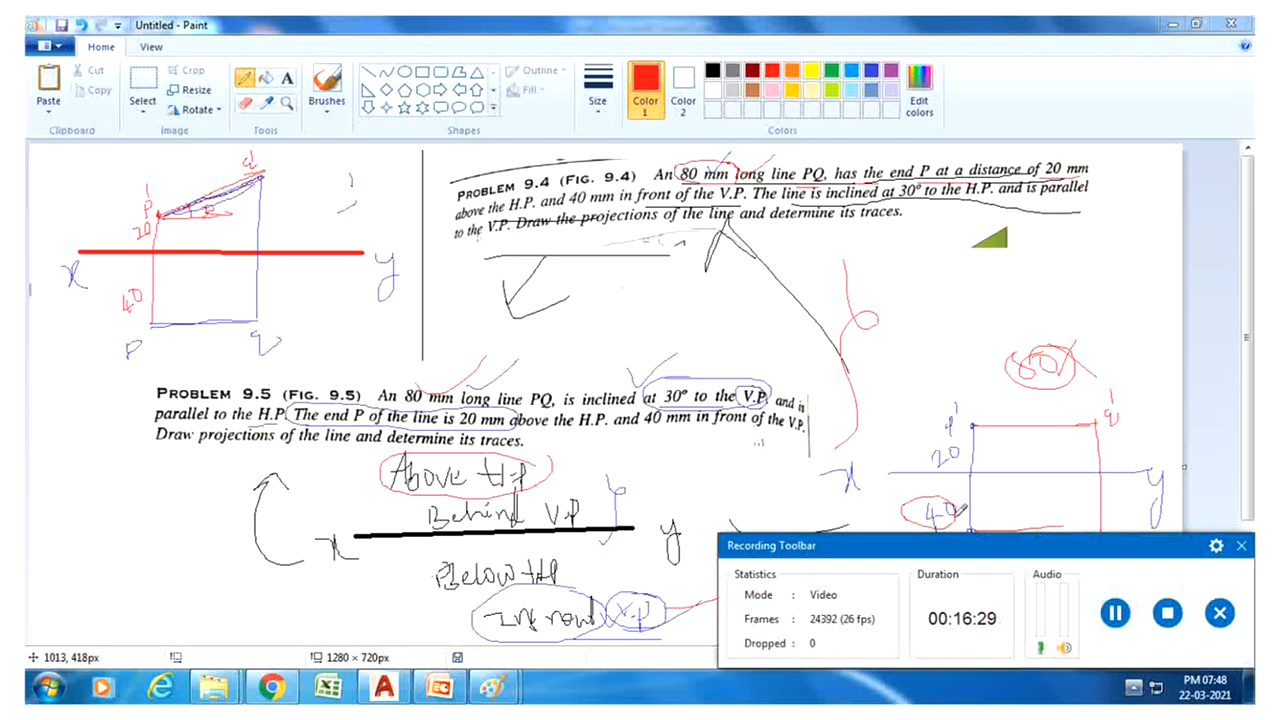 Untitled - Paint
Home View
Paste
Clipboard
Select
Cut
Copy
Crop
Resize
Rotate
Image
Tools
Brushes
Shapes
Outline
Fill
Size
Color 1
Color 2
Edit colors
Colors
q'
p'
20
x y
40
P q
PROBLEM 9.4 (FIG. 9.4) An 80 mm long line PQ, has the end P at a distance of 20 mm
above the H.P. and 40 mm in front of the V.P. The line is inclined at 30° to the H.P. and is parallel
to the V.P. Draw the projections of the line and determine its traces.
PROBLEM 9.5 (FIG. 9.5) An 80 mm long line PQ, is inclined at 30° to the V.P. and is
parallel to the H.P. The end P of the line is 20 mm above the H.P. and 40 mm in front of the V.P.
Draw projections of the line and determine its traces.
Above H.P
Behind V.P
x y
Below H.P
Infront V.P
80
p' q'
20
x y
40
Recording Toolbar
Statistics
Mode : Video
Frames : 24392 (26 fps)
Dropped : 0
Duration
00:16:29
Audio
1013, 418px
1280 × 720px
PM 07:48
22-03-2021